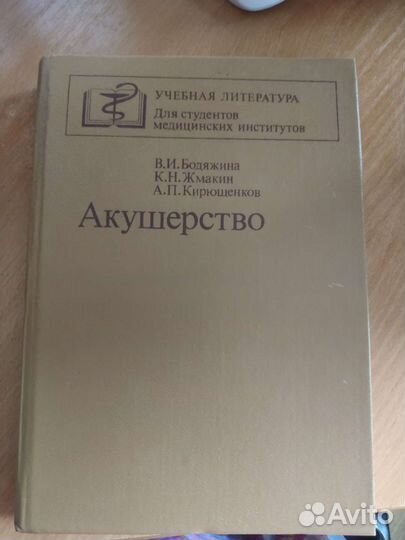 УЧЕБНАЯ ЛИТЕРАТУРА
Для студентов
медицинских институтов
В.И.Бодяжина
К.Н.Жмакин
А.П.Кирющенков
Акушерство
Avito